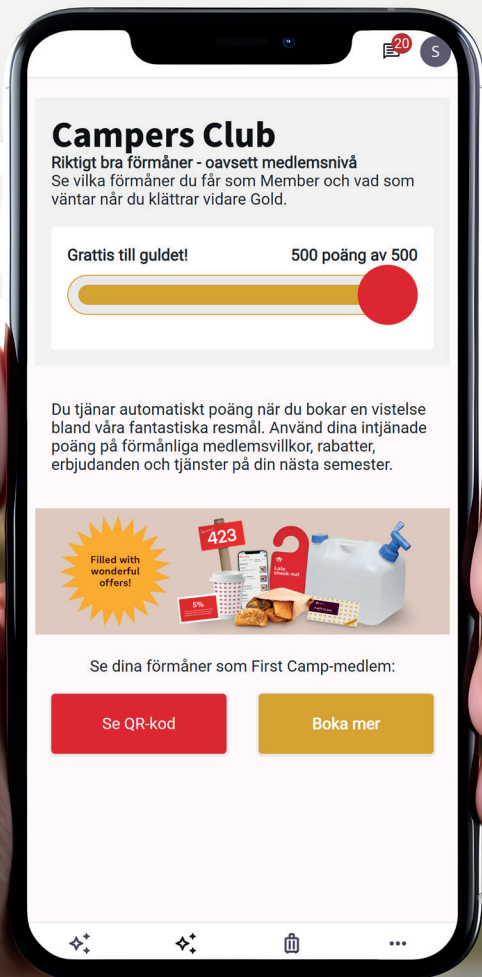 20
S
Campers Club
Riktigt bra förmåner - oavsett medlemsnivå
Se vilka förmåner du får som Member och vad som
väntar når du klättrar vidare Gold.
Grattis till guldet!
500 poäng av 500
Du tjänar automatiskt poäng når du bokar en vistelse
bland våra fantastiska resmål. Använd dina intjänade
poäng på förmånliga medlemsvillkor, rabatter,
erbjudanden och tjänster på din nästa semester.
Filled with
wonderful
offers!
423
Late
check-out
5%
Se dina förmåner som First Camp-medlem:
Se QR-kod
Boka mer